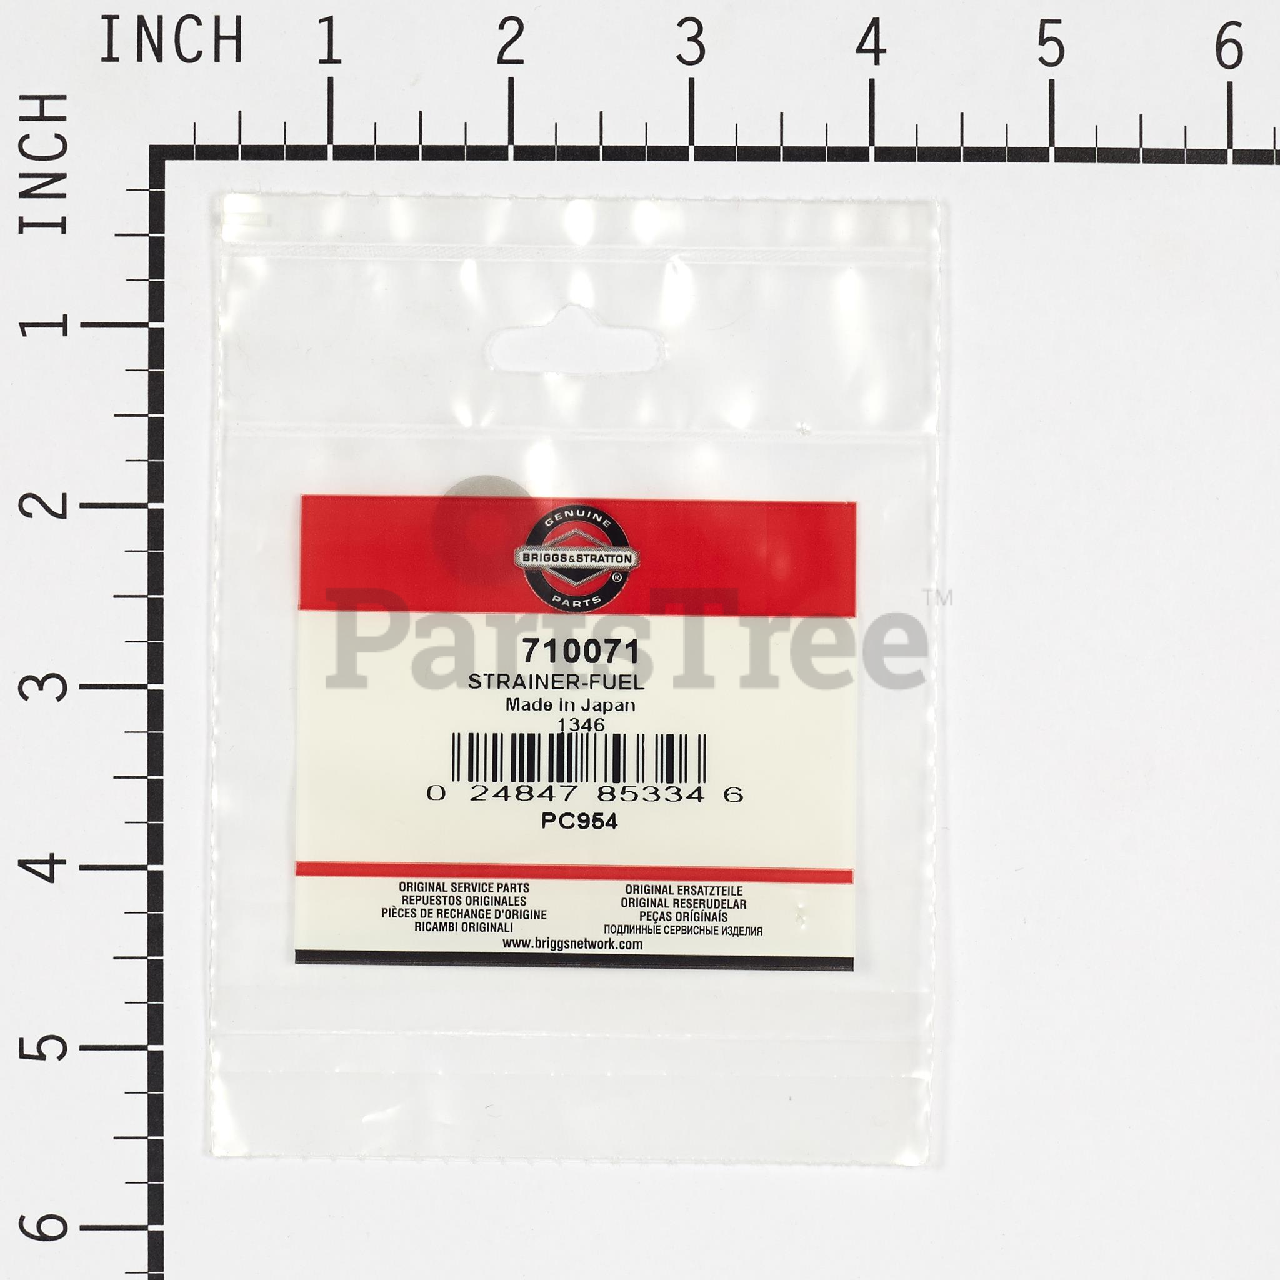 INCH 1 2 3 4 5 6
INCH
1
2
3
4
5
6
GENUINE
BRIGGS&STRATTON
®
PARTS
PartsTree™
710071
STRAINER-FUEL
Made In Japan
1346
0 24847 85334 6
PC954
ORIGINAL SERVICE PARTS
REPUESTOS ORIGINALES
PIÈCES DE RECHANGE D'ORIGINE
RICAMBI ORIGINALI
ORIGINAL ERSATZTEILE
ORIGINAL RESERUDELAR
PEÇAS ORIGÍNAIS
ПОДЛИННЫЕ СЕРВИСНЫЕ ИЗДЕЛИЯ
www.briggsnetwork.com